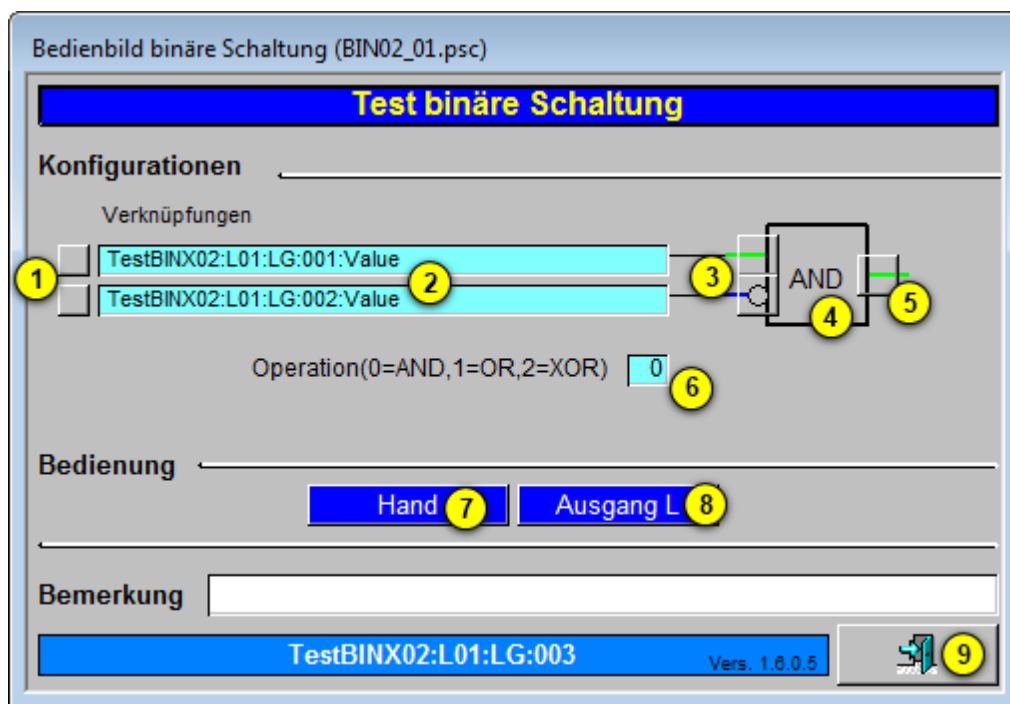 Bedienbild binäre Schaltung (BIN02_01.psc)
Test binäre Schaltung
Konfigurationen
Verknüpfungen
1 TestBINX02:L01:LG:001:Value 2 3 AND 4 5
TestBINX02:L01:LG:002:Value
Operation(0=AND,1=OR,2=XOR) 0 6
Bedienung
Hand 7 Ausgang L 8
Bemerkung
TestBINX02:L01:LG:003 Vers. 1.6.0.5 9